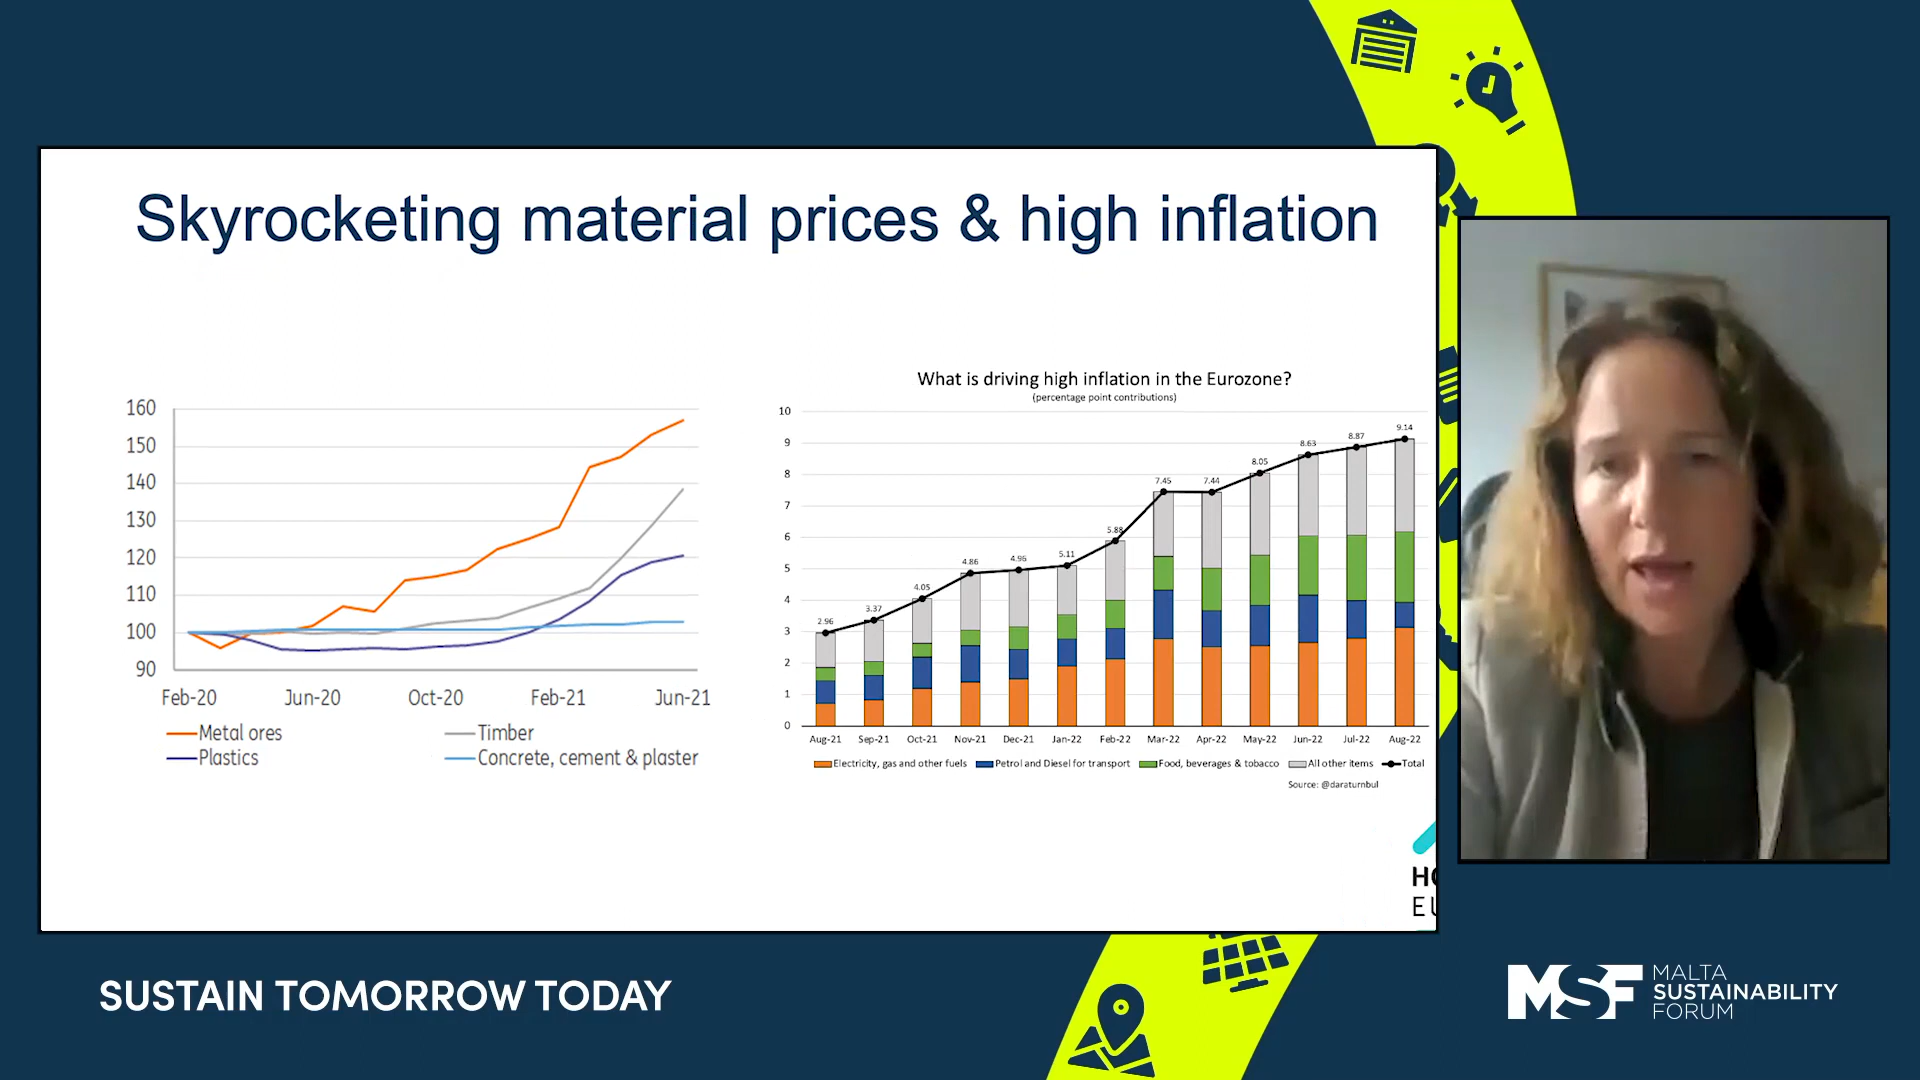 Skyrocketing material prices & high inflation
160
150
140
130
120
110
100
90
Feb-20 Jun-20 Oct-20 Feb-21 Jun-21
Metal ores Timber
Plastics Concrete, cement & plaster
What is driving high inflation in the Eurozone?
(percentage point contributions)
10
9
8
7
6
5
4
3
2
1
0
2.96 3.37 4.05 4.86 4.96 5.11 5.88 7.45 7.44 8.05 8.63 8.87 9.14
Aug-21 Sep-21 Oct-21 Nov-21 Dec-21 Jan-22 Feb-22 Mar-22 Apr-22 May-22 Jun-22 Jul-22 Aug-22
Electricity, gas and other fuels Petrol and Diesel for transport Food, beverages & tobacco All other items Total
Source: @daraturnbul
SUSTAIN TOMORROW TODAY
MSF MALTA
SUSTAINABILITY
FORUM